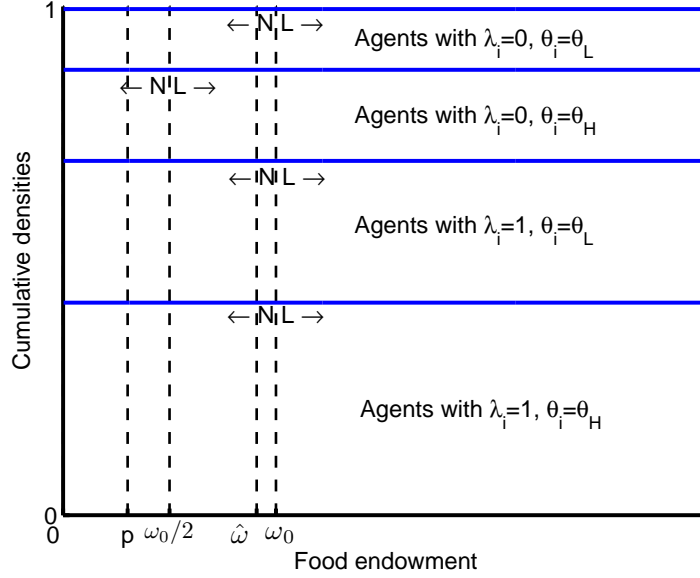 1
← N L →
Agents with λi=0, θi=θL
← N L →
Agents with λi=0, θi=θH
← N L →
Agents with λi=1, θi=θL
← N L →
Agents with λi=1, θi=θH
Cumulative densities
0
0
p
ω0/2
ω̂
ω0
Food endowment